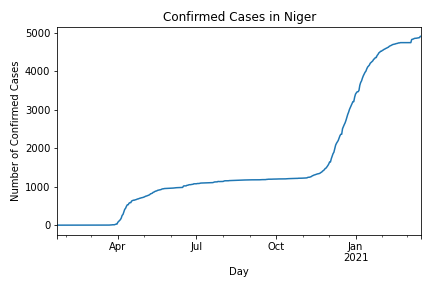 Confirmed Cases in Niger
Number of Confirmed Cases
5000
4000
3000
2000
1000
0
Apr
Jul
Oct
Jan
2021
Day